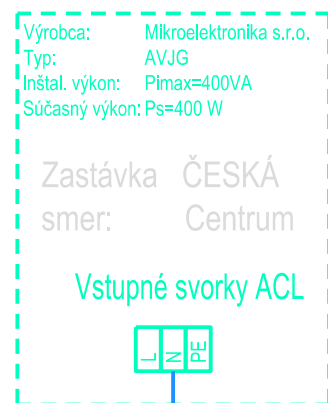 Výrobca: Mikroelektronika s.r.o.
Typ: AVJG
Inštal. výkon: Pimax=400VA
Súčasný výkon: Ps=400 W
Zastávka ČESKÁ
smer: Centrum
Vstupné svorky ACL
L N PE